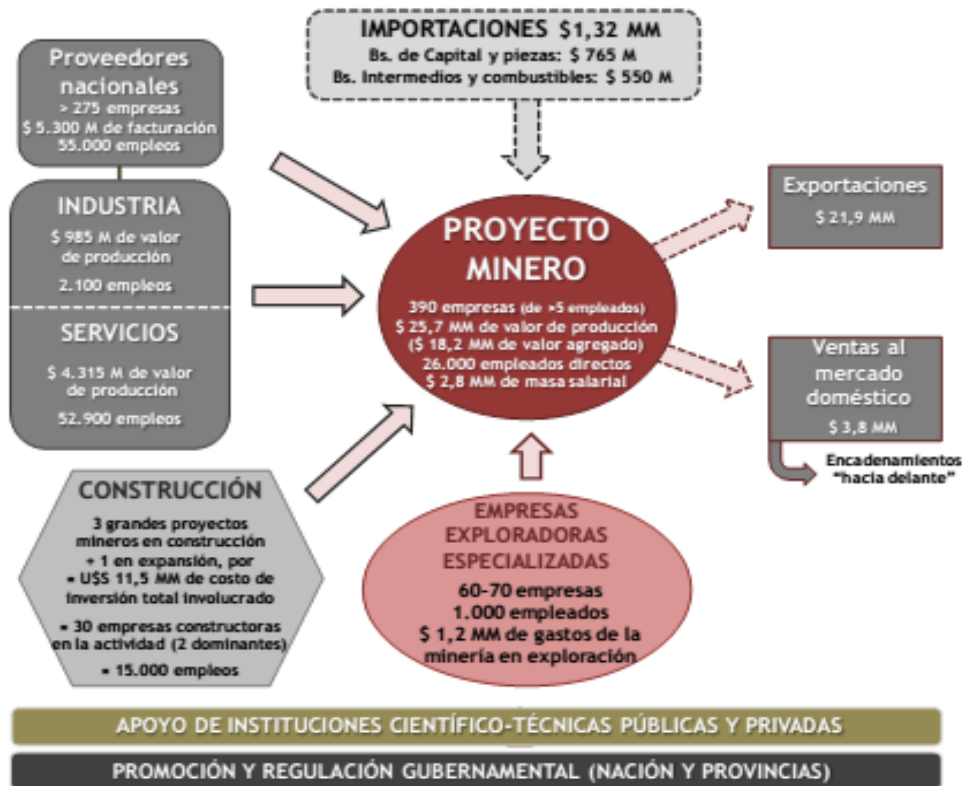 IMPORTACIONES $1,32 MM
Bs. de Capital y piezas: $ 765 M
Bs. Intermedios y combustibles: $ 550 M
Proveedores
nacionales
> 275 empresas
$ 5.300 M de facturación
55.000 empleos
INDUSTRIA
$ 985 M de valor
de producción
2.100 empleos
SERVICIOS
$ 4.315 M de valor
de producción
52.900 empleos
PROYECTO
MINERO
390 empresas (de >5 empleados)
$ 25,7 MM de valor de producción
($ 18,2 MM de valor agregado)
26.000 empleados directos
$ 2,8 MM de masa salarial
Exportaciones
$ 21,9 MM
Ventas al
mercado
doméstico
$ 3,8 MM
Encadenamientos
"hacia delante"
CONSTRUCCIÓN
3 grandes proyectos
mineros en construcción
+ 1 en expansión, por
= U$S 11,5 MM de costo de
inversión total involucrado
= 30 empresas constructoras
en la actividad (2 dominantes)
= 15.000 empleos
EMPRESAS
EXPLORADORAS
ESPECIALIZADAS
60-70 empresas
1.000 empleados
$ 1,2 MM de gastos de la
minería en exploración
APOYO DE INSTITUCIONES CIENTÍFICO-TÉCNICAS PÚBLICAS Y PRIVADAS
PROMOCIÓN Y REGULACIÓN GUBERNAMENTAL (NACIÓN Y PROVINCIAS)